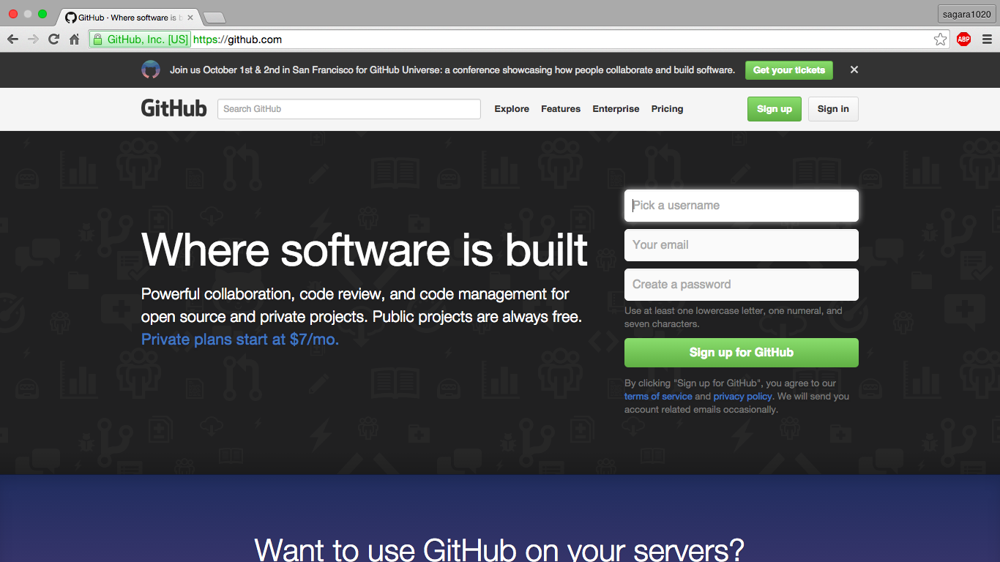 GitHub · Where software is b
sagara1020
GitHub, Inc. [US] https://github.com
ABP
Join us October 1st & 2nd in San Francisco for GitHub Universe: a conference showcasing how people collaborate and build software.
Get your tickets
GitHub
Search GitHub
Explore Features Enterprise Pricing
Sign up
Sign in
Where software is built
Powerful collaboration, code review, and code management for
open source and private projects. Public projects are always free.
Private plans start at $7/mo.
Pick a username
Your email
Create a password
Use at least one lowercase letter, one numeral, and
seven characters.
Sign up for GitHub
By clicking "Sign up for GitHub", you agree to our
terms of service and privacy policy. We will send you
account related emails occasionally.
Want to use GitHub on your servers?